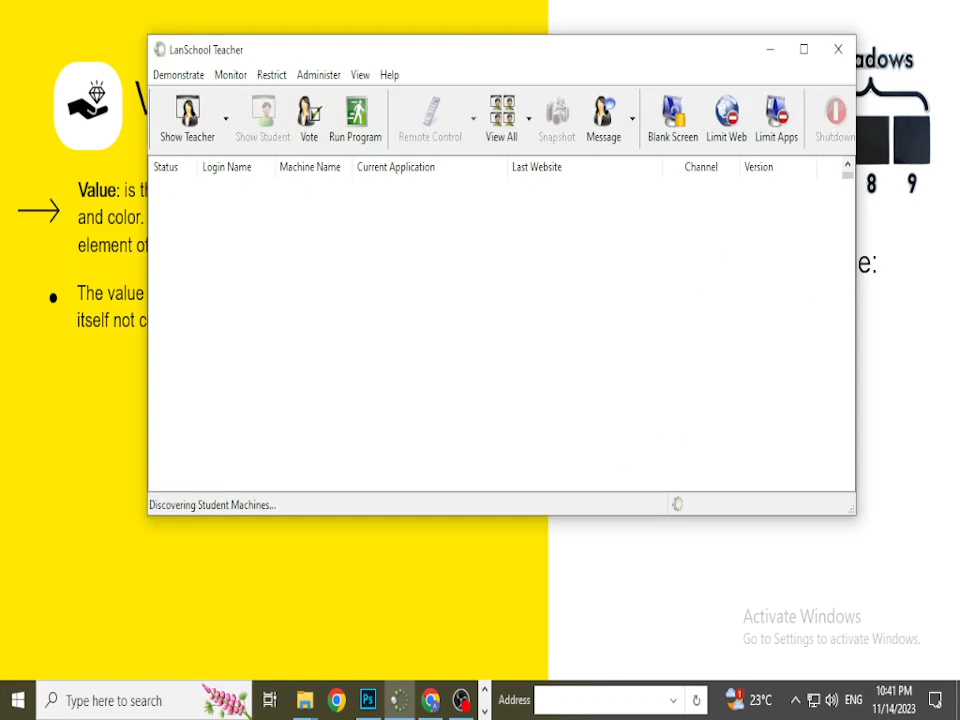 LanSchool Teacher
Demonstrate Monitor Restrict Administer View Help
Show Teacher Show Student Vote Run Program Remote Control View All Snapshot Message Blank Screen Limit Web Limit Apps Shutdown
Status Login Name Machine Name Current Application Last Website Channel Version
Discovering Student Machines...
adows
8 9
Value: is th
and color.
element of
e:
The value
itself not c
Activate Windows
Go to Settings to activate Windows.
Type here to search
Ps
Address
23°C
ENG
10:41 PM
11/14/2023